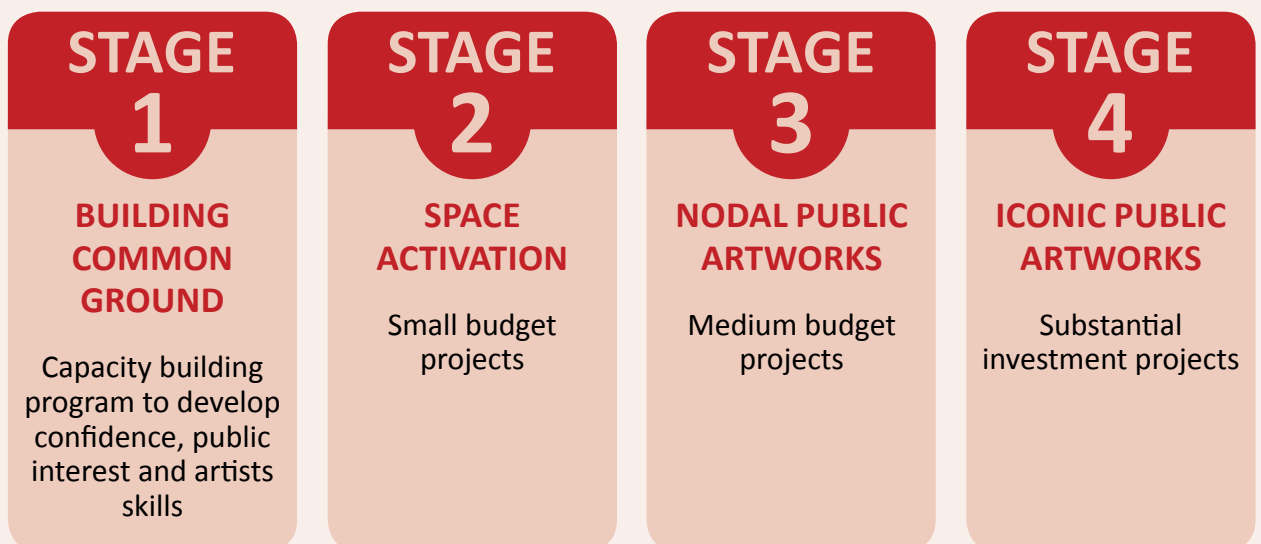 STAGE
1
BUILDING
COMMON
GROUND
Capacity building
program to develop
confidence, public
interest and artists
skills
STAGE
2
SPACE
ACTIVATION
Small budget
projects
STAGE
3
NODAL PUBLIC
ARTWORKS
Medium budget
projects
STAGE
4
ICONIC PUBLIC
ARTWORKS
Substantial
investment projects